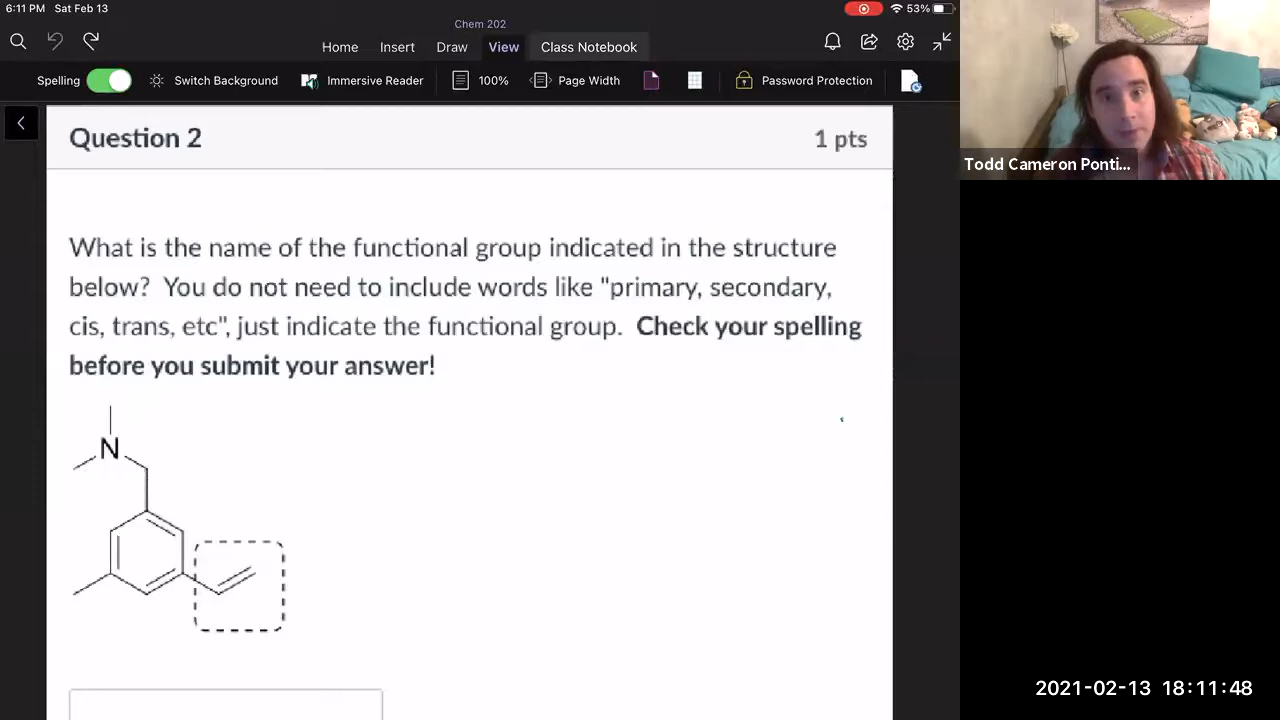 6:11 PM Sat Feb 13
53%
Chem 202
Home Insert Draw View Class Notebook
Spelling Switch Background Immersive Reader 100% Page Width Password Protection
Question 2
1 pts
What is the name of the functional group indicated in the structure
below? You do not need to include words like "primary, secondary,
cis, trans, etc", just indicate the functional group. Check your spelling
before you submit your answer!
N
Todd Cameron Ponti...
2021-02-13 18:11:48